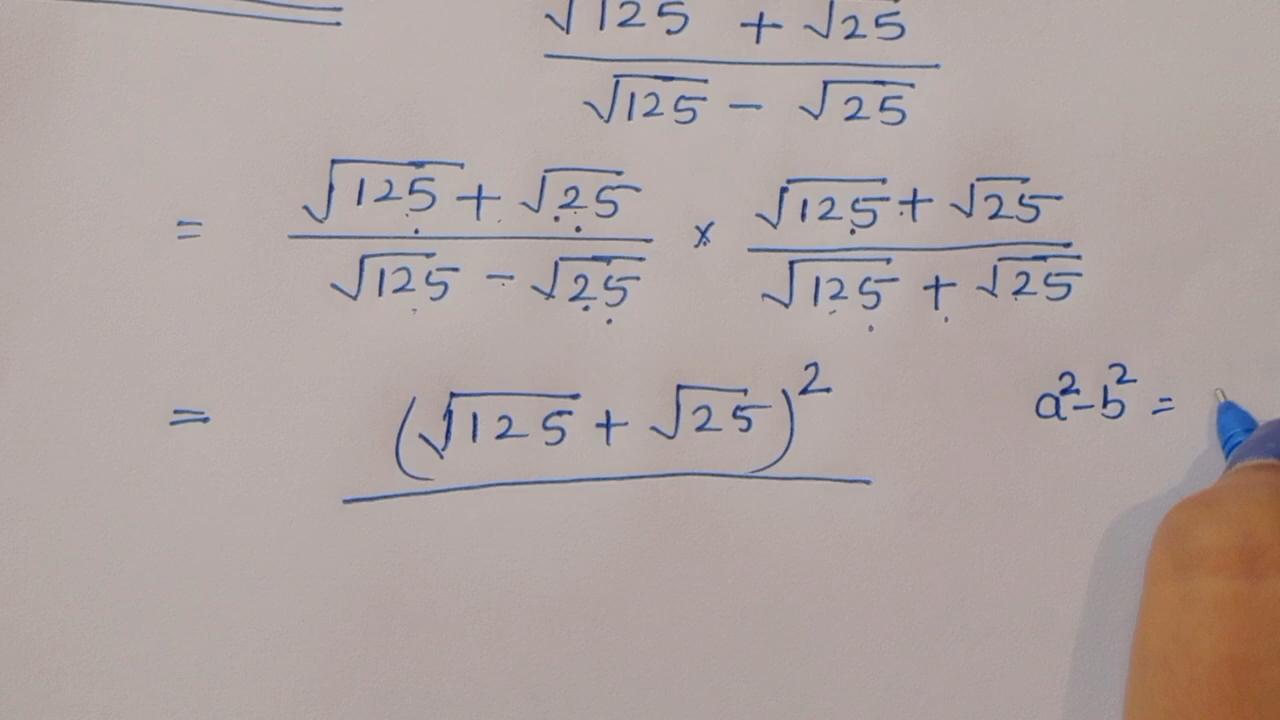 √125 + √25
√125 - √25
= √125 + √25 × √125 + √25
√125 - √25 √125 + √25
= (√125 + √25)² a²-b² =